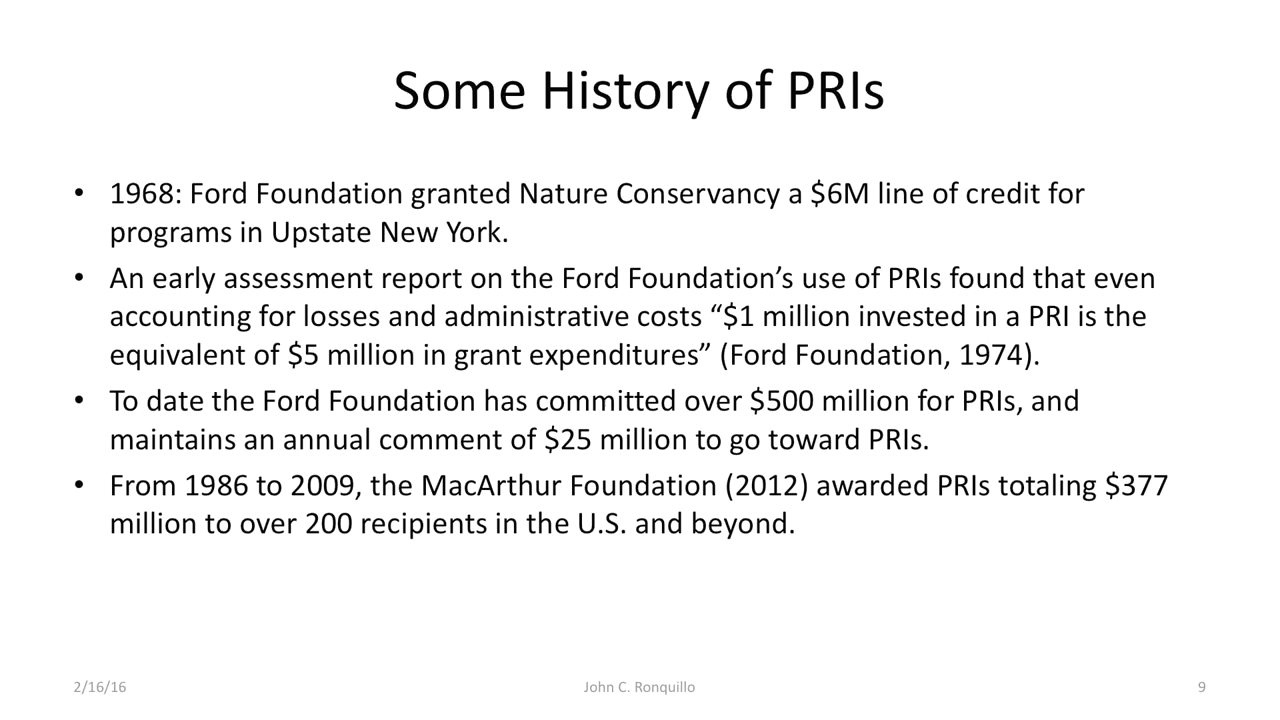 Some History of PRIs
• 1968: Ford Foundation granted Nature Conservancy a $6M line of credit for
programs in Upstate New York.
• An early assessment report on the Ford Foundation’s use of PRIs found that even
accounting for losses and administrative costs “$1 million invested in a PRI is the
equivalent of $5 million in grant expenditures” (Ford Foundation, 1974).
• To date the Ford Foundation has committed over $500 million for PRIs, and
maintains an annual comment of $25 million to go toward PRIs.
• From 1986 to 2009, the MacArthur Foundation (2012) awarded PRIs totaling $377
million to over 200 recipients in the U.S. and beyond.
2/16/16
John C. Ronquillo
9